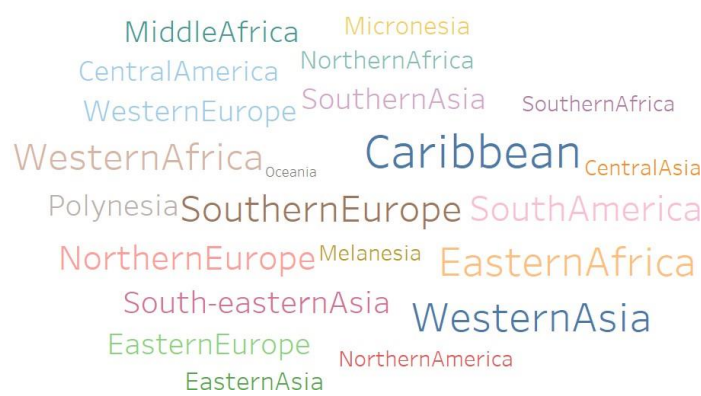 MiddleAfrica
Micronesia
CentralAmerica
NorthernAfrica
WesternEurope
SouthernAsia
SouthernAfrica
WesternAfrica
Oceania
Caribbean
CentralAsia
Polynesia
SouthernEurope
SouthAmerica
NorthernEurope
Melanesia
EasternAfrica
South-easternAsia
WesternAsia
EasternEurope
NorthernAmerica
EasternAsia